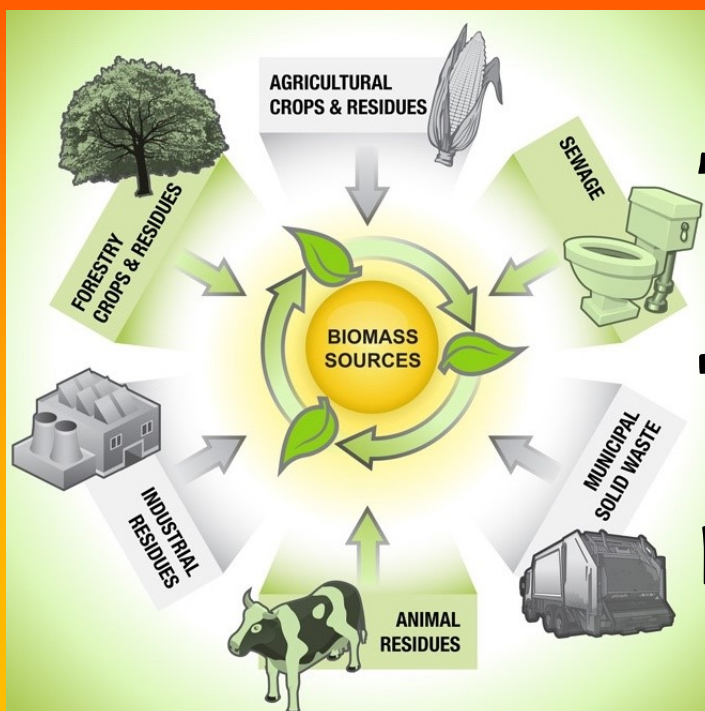 AGRICULTURAL
CROPS & RESIDUES
SEWAGE
MUNICIPAL
SOLID WASTE
ANIMAL
RESIDUES
INDUSTRIAL
RESIDUES
FORESTRY
CROPS & RESIDUES
BIOMASS
SOURCES